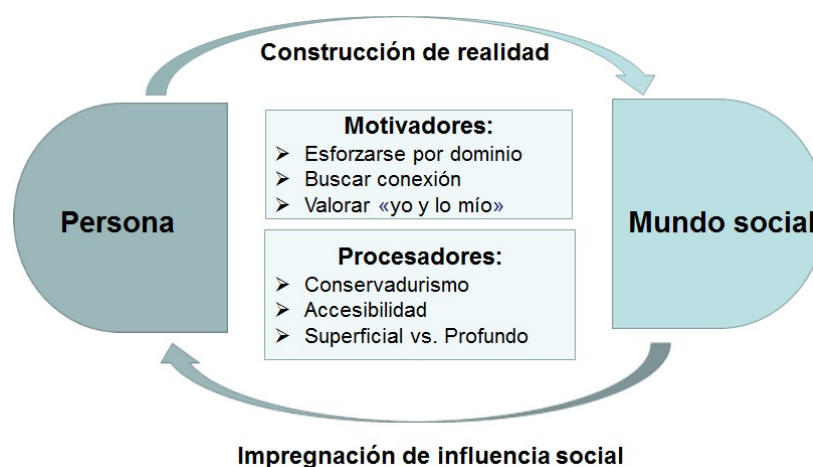 Construcción de realidad
Persona
Motivadores:
➢ Esforzarse por dominio
➢ Buscar conexión
➢ Valorar «yo y lo mío»
Procesadores:
➢ Conservadurismo
➢ Accesibilidad
➢ Superficial vs. Profundo
Mundo social
Impregnación de influencia social